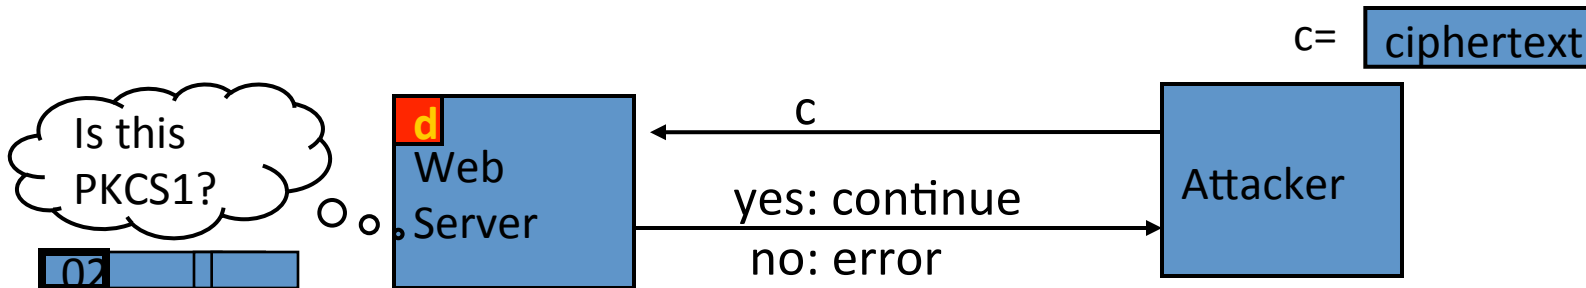 c= ciphertext
Is this
PKCS1?
d
Web
Server
c
yes: continue
no: error
Attacker
02